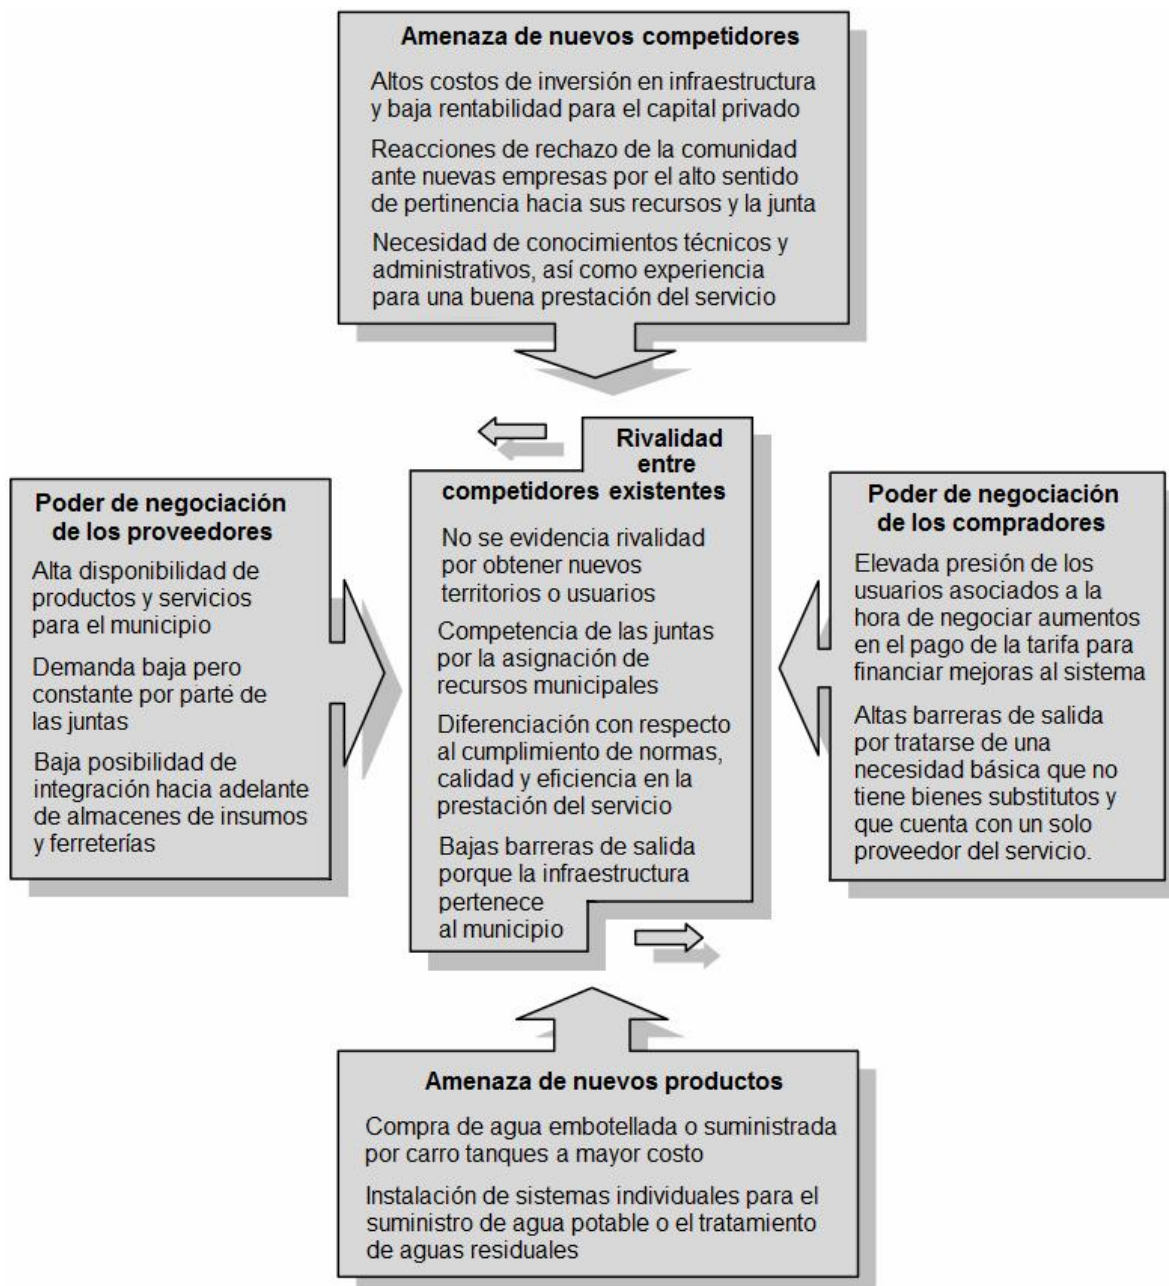 Amenaza de nuevos competidores
Altos costos de inversión en infraestructura
y baja rentabilidad para el capital privado
Reacciones de rechazo de la comunidad
ante nuevas empresas por el alto sentido
de pertinencia hacia sus recursos y la junta
Necesidad de conocimientos técnicos y
administrativos, así como experiencia
para una buena prestación del servicio
Poder de negociación
de los proveedores
Alta disponibilidad de
productos y servicios
para el municipio
Demanda baja pero
constante por parte de
las juntas
Baja posibilidad de
integración hacia adelante
de almacenes de insumos
y ferreterías
Rivalidad
entre
competidores existentes
No se evidencia rivalidad
por obtener nuevos
territorios o usuarios
Competencia de las juntas
por la asignación de
recursos municipales
Diferenciación con respecto
al cumplimiento de normas,
calidad y eficiencia en la
prestación del servicio
Bajas barreras de salida
porque la infraestructura
pertenece
al municipio
Poder de negociación
de los compradores
Elevada presión de los
usuarios asociados a la
hora de negociar aumentos
en el pago de la tarifa para
financiar mejoras al sistema
Altas barreras de salida
por tratarse de una
necesidad básica que no
tiene bienes substitutos y
que cuenta con un solo
proveedor del servicio.
Amenaza de nuevos productos
Compra de agua embotellada o suministrada
por carro tanques a mayor costo
Instalación de sistemas individuales para el
suministro de agua potable o el tratamiento
de aguas residuales